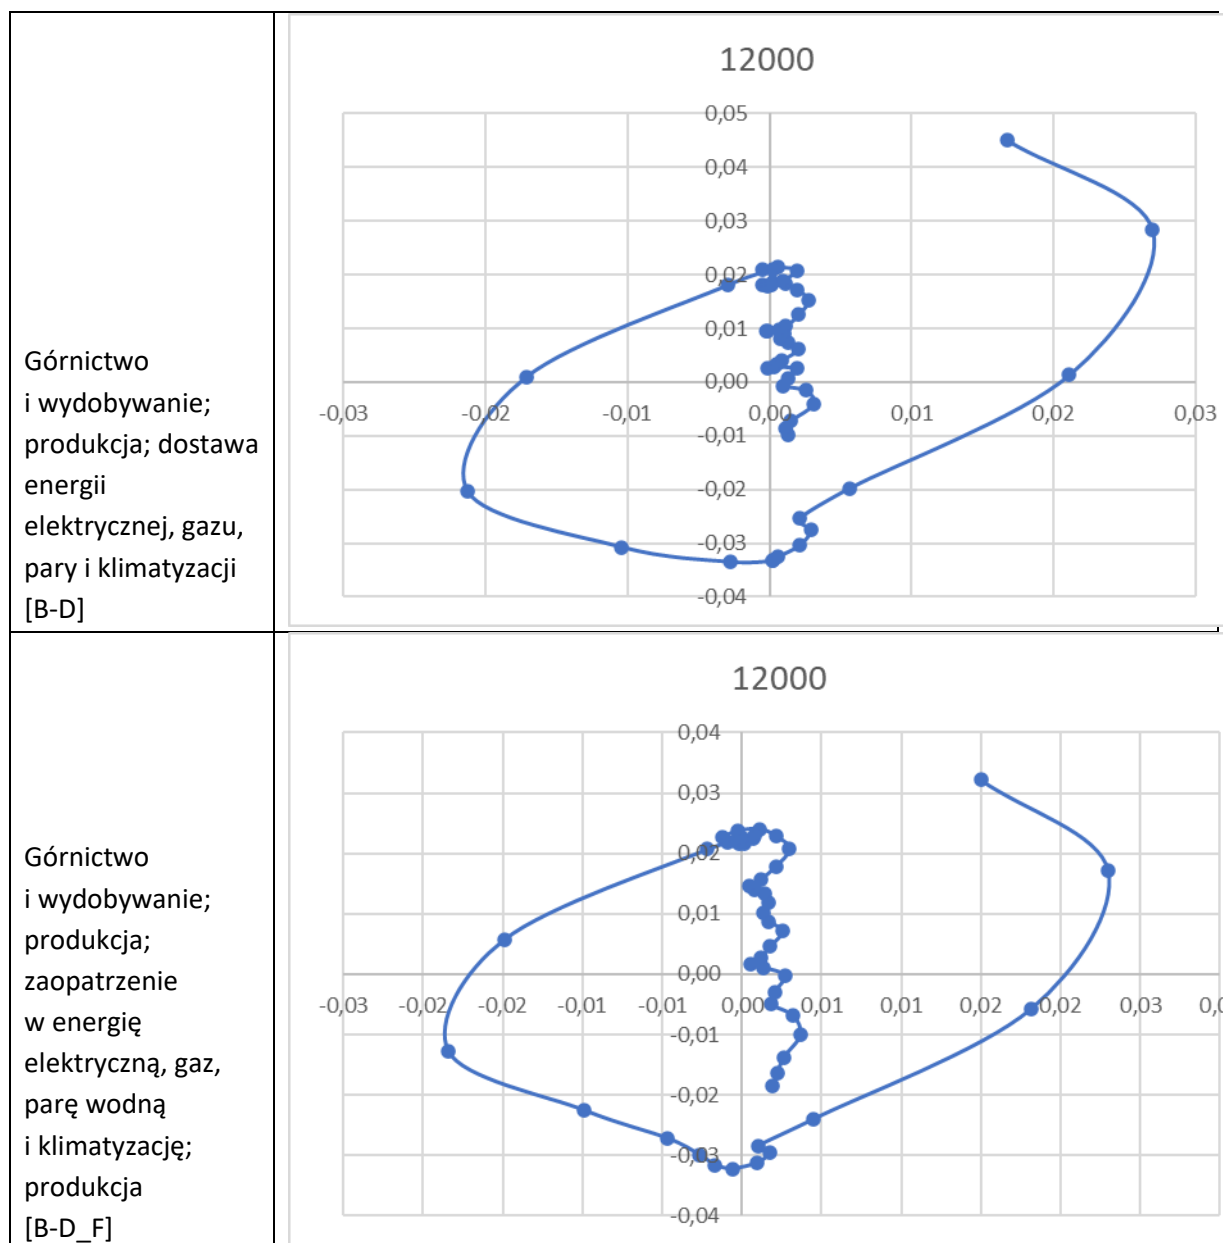 Górnictwo
i wydobywanie;
produkcja; dostawa
energii
elektrycznej, gazu,
pary i klimatyzacji
[B-D]
12000
0,05
0,04
0,03
0,02
0,01
0,00
-0,03 -0,02 -0,01 0,00 0,01 0,02 0,03
-0,01
-0,02
-0,03
-0,04
Górnictwo
i wydobywanie;
produkcja;
zaopatrzenie
w energię
elektryczną, gaz,
parę wodną
i klimatyzację;
produkcja
[B-D_F]
12000
0,04
0,03
0,02
0,01
0,00
-0,03 -0,02 -0,02 -0,01 -0,01 0,00 0,01 0,01 0,02 0,02 0,03
-0,01
-0,02
-0,03
-0,04